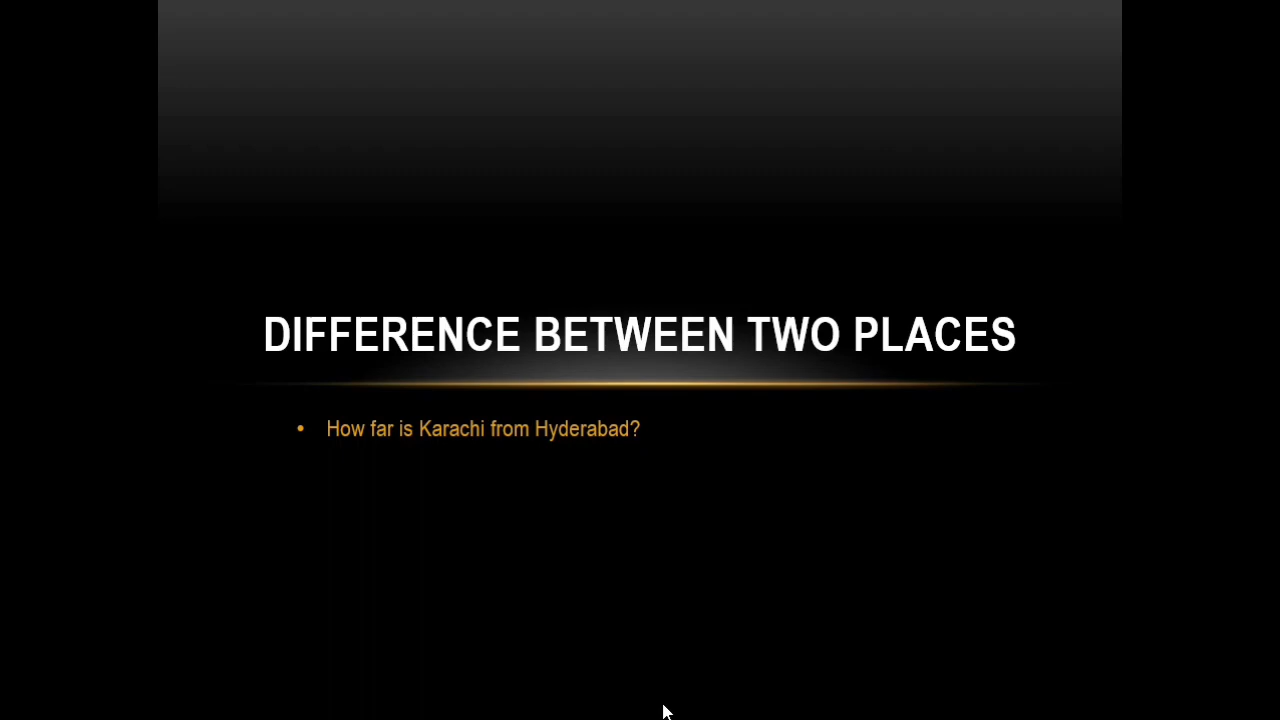 DIFFERENCE BETWEEN TWO PLACES
• How far is Karachi from Hyderabad?